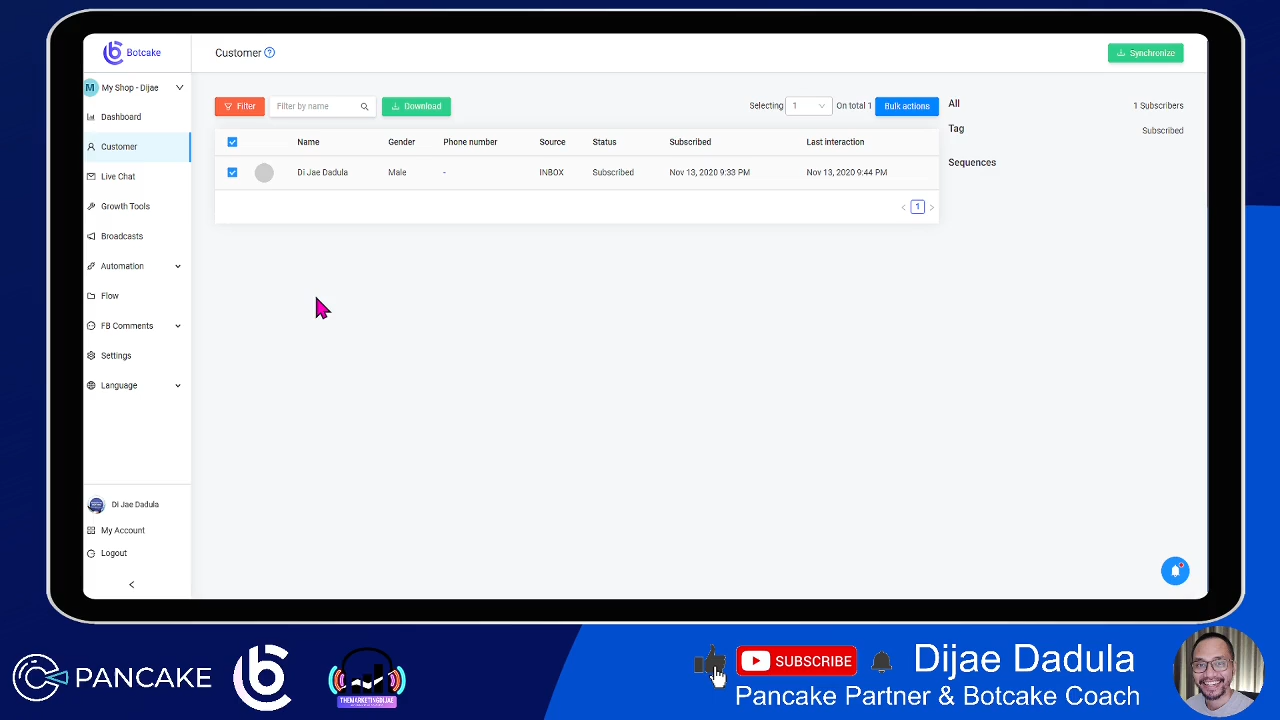 Botcake
Customer
Synchronize
M My Shop - Dijae
Dashboard
Customer
Live Chat
Growth Tools
Broadcasts
Automation
Flow
FB Comments
Settings
Language
Di Jae Dadula
My Account
Logout
Filter Filter by name Download Selecting 1 On total 1 Bulk actions
Name Gender Phone number Source Status Subscribed Last interaction
Di Jae Dadula Male - INBOX Subscribed Nov 13, 2020 9:33 PM Nov 13, 2020 9:44 PM
< 1 >
All 1 Subscribers
Tag Subscribed
Sequences
PANCAKE
THEMARKETINGDIJAE
SUBSCRIBE
Dijae Dadula
Pancake Partner & Botcake Coach